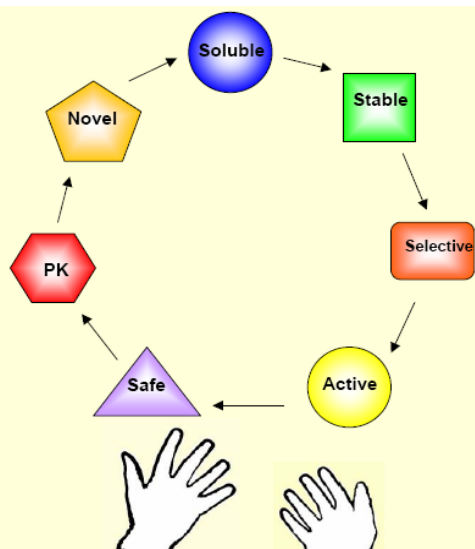 Soluble
Stable
Selective
Active
Safe
PK
Novel